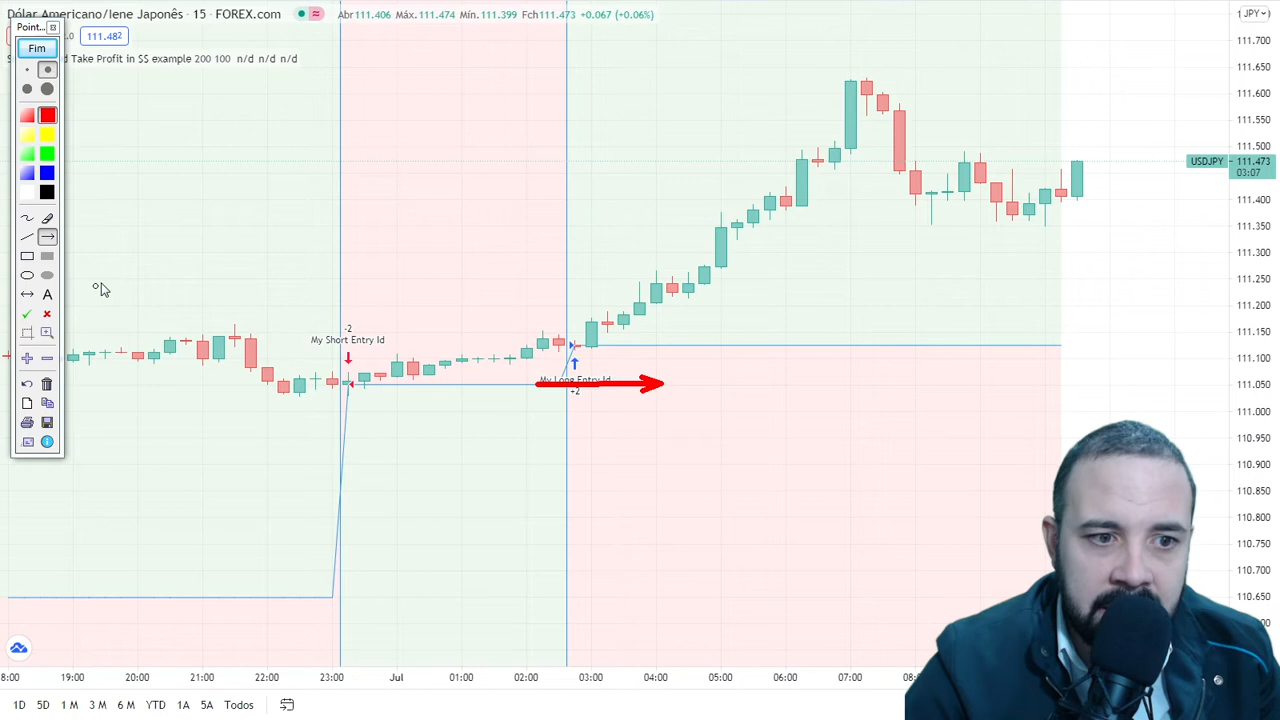 Dólar Americano/Iene Japonês · 15 · FOREX.com
Abr111.406 Máx.111.474 Mín.111.399 Fch111.473 +0.067 (+0.06%)
JPY
Point...
Fim
111.482
Take Profit in $$ example 200 100 n/d n/d n/d
A
-2
My Short Entry Id
My Long Entry Id
+2
111.700
111.650
111.600
111.550
111.500
USDJPY
111.473
03:07
111.400
111.350
111.300
111.250
111.200
111.150
111.100
111.050
111.000
110.950
110.900
110.850
110.800
110.750
110.700
110.650
19:00 20:00 21:00 22:00 23:00 Jul 01:00 02:00 03:00 04:00 05:00 06:00 07:00
1D 5D 1 M 3 M 6 M YTD 1A 5A Todos